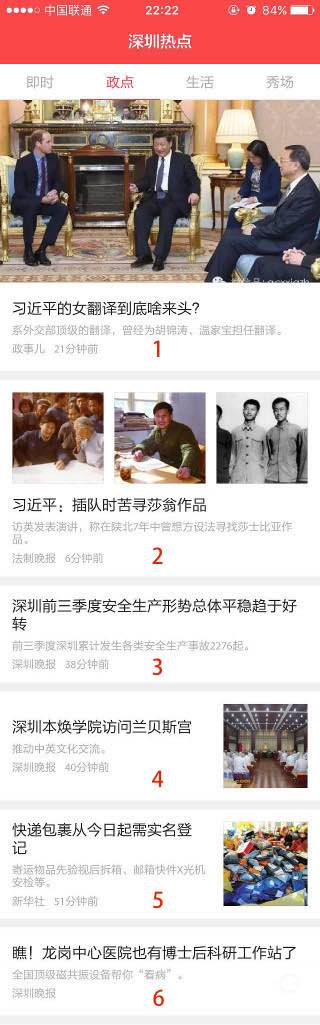 中国联通 22:22 84%
深圳热点
即时 政点 生活 秀场
习近平的女翻译到底啥来头?
系外交部顶级的翻译，曾经为胡锦涛、温家宝担任翻译。
政事儿 21分钟前
1
习近平：插队时苦寻莎翁作品
访英发表演讲，称在陕北7年中曾想方设法寻找莎士比亚作
品。
法制晚报 6分钟前
2
深圳前三季度安全生产形势总体平稳趋于好
转
前三季度深圳累计发生各类安全生产事故2276起。
深圳晚报 38分钟前
3
深圳本焕学院访问兰贝斯宫
推动中英文化交流。
深圳晚报 40分钟前
4
快递包裹从今日起需实名登
记
寄运物品先验视后拆箱、邮箱快件X光机
安检等。
新华社 51分钟前
5
瞧！龙岗中心医院也有博士后科研工作站了
全国顶级磁共振设备帮你“看病”。
深圳晚报
6